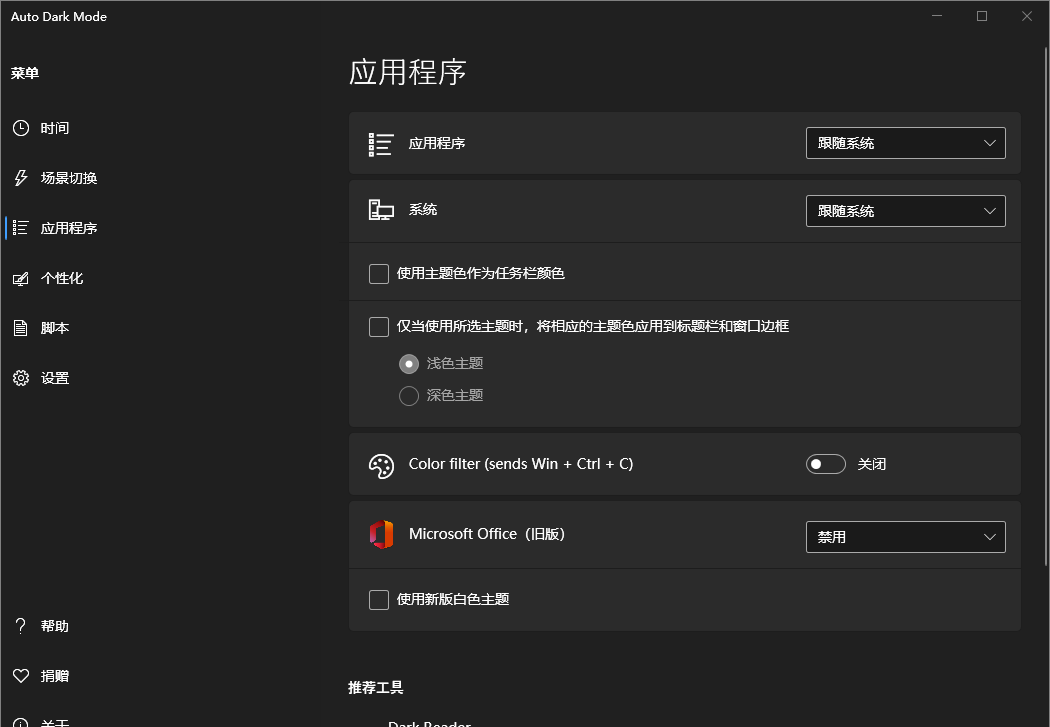 Auto Dark Mode
菜单
时间
场景切换
应用程序
个性化
脚本
设置
帮助
捐赠
关于
应用程序
应用程序
跟随系统
系统
跟随系统
使用主题色作为任务栏颜色
仅当使用所选主题时，将相应的主题色应用到标题栏和窗口边框
浅色主题
深色主题
Color filter (sends Win + Ctrl + C)
关闭
Microsoft Office（旧版）
禁用
使用新版白色主题
推荐工具
Dark Reader